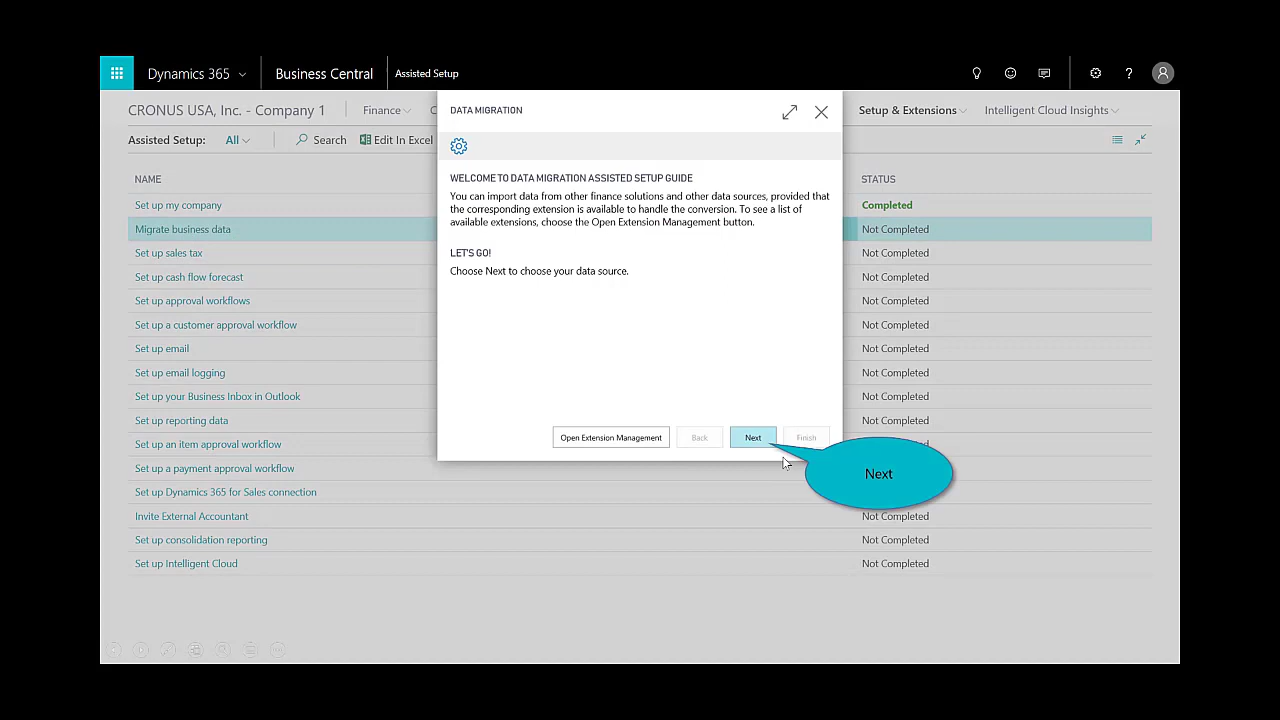 Dynamics 365 Business Central Assisted Setup ?
CRONUS USA, Inc. - Company 1 Finance C Setup & Extensions Intelligent Cloud Insights
Assisted Setup: All Search Edit In Excel
DATA MIGRATION
WELCOME TO DATA MIGRATION ASSISTED SETUP GUIDE
You can import data from other finance solutions and other data sources, provided that
the corresponding extension is available to handle the conversion. To see a list of
available extensions, choose the Open Extension Management button.
LET'S GO!
Choose Next to choose your data source.
Open Extension Management Back Next Finish
Next
NAME STATUS
Set up my company Completed
Migrate business data Not Completed
Set up sales tax Not Completed
Set up cash flow forecast Not Completed
Set up approval workflows Not Completed
Set up a customer approval workflow Not Completed
Set up email Not Completed
Set up email logging Not Completed
Set up your Business Inbox in Outlook Not Completed
Set up reporting data Not Completed
Set up an item approval workflow Not Completed
Set up a payment approval workflow
Set up Dynamics 365 for Sales connection
Invite External Accountant Not Completed
Set up consolidation reporting Not Completed
Set up Intelligent Cloud Not Completed